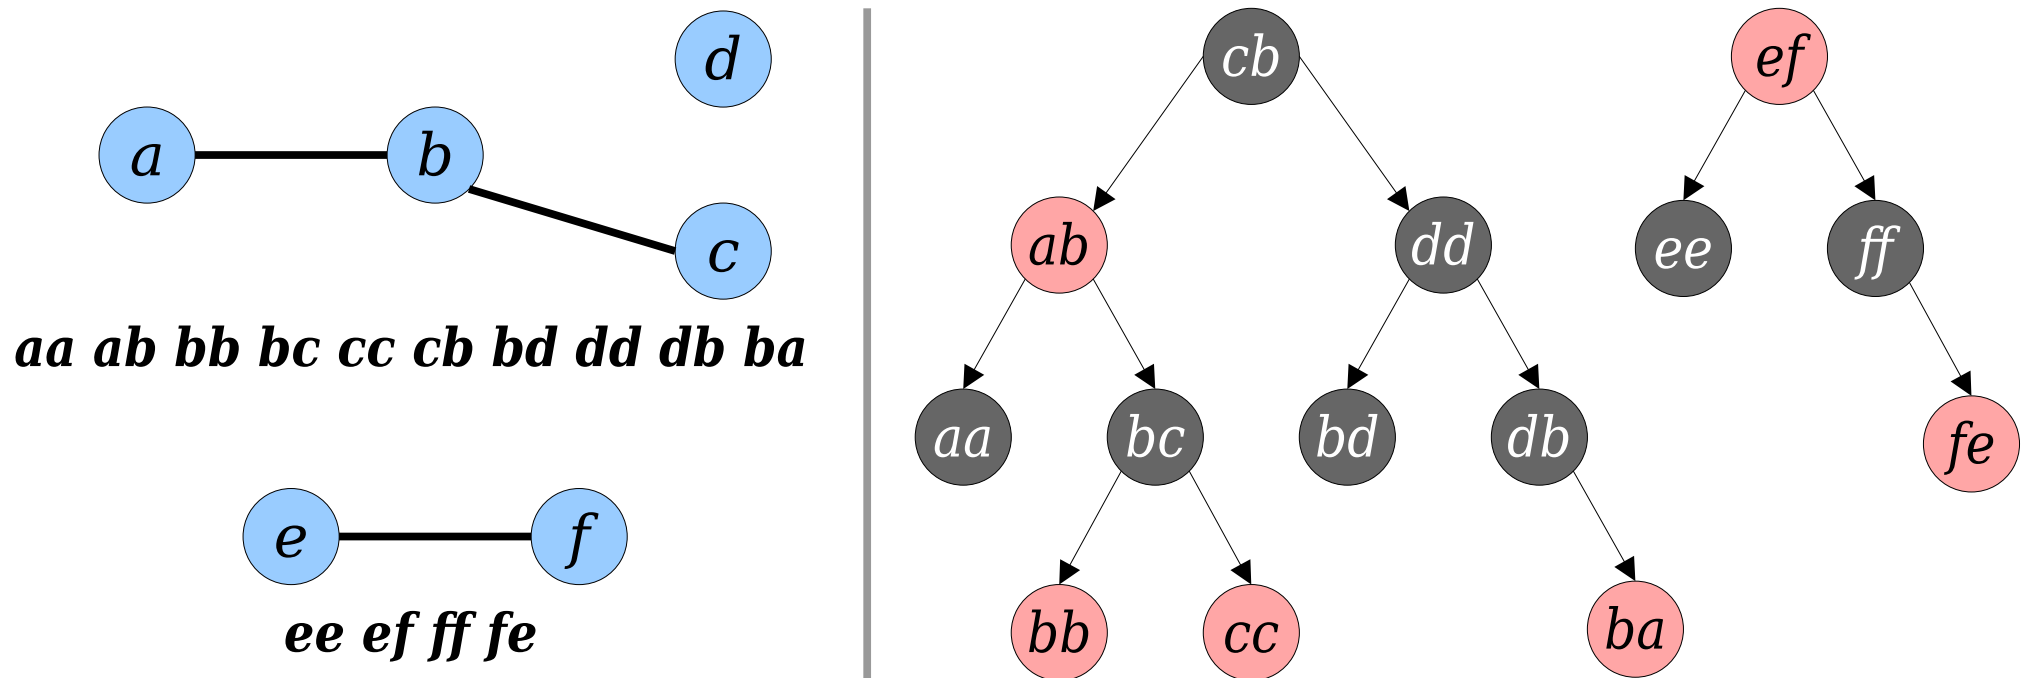 d
a b
c
aa ab bb bc cc cb bd dd db ba
e f
ee ef ff fe
cb
ab dd
aa bc bd db
bb cc ba
ef
ee ff
fe